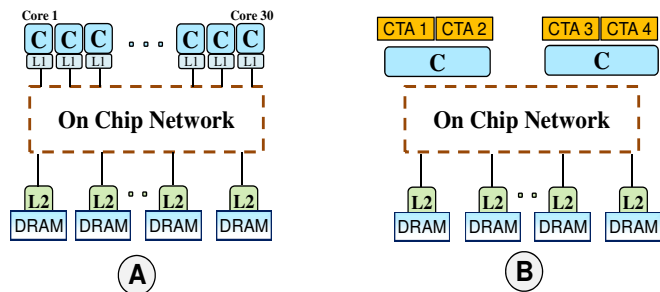 Core 1 Core 30
C C C C C C
L1 L1 L1 L1 L1 L1
On Chip Network
L2 L2 L2 L2
DRAM DRAM DRAM DRAM
A
CTA 1 CTA 2 CTA 3 CTA 4
C C
On Chip Network
L2 L2 L2 L2
DRAM DRAM DRAM DRAM
B